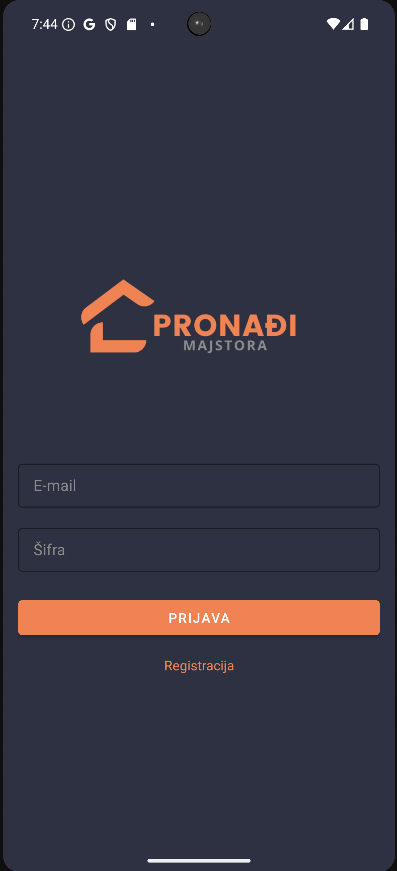 7:44
PRONAĐI
MAJSTORA
E-mail
Šifra
PRIJAVA
Registracija